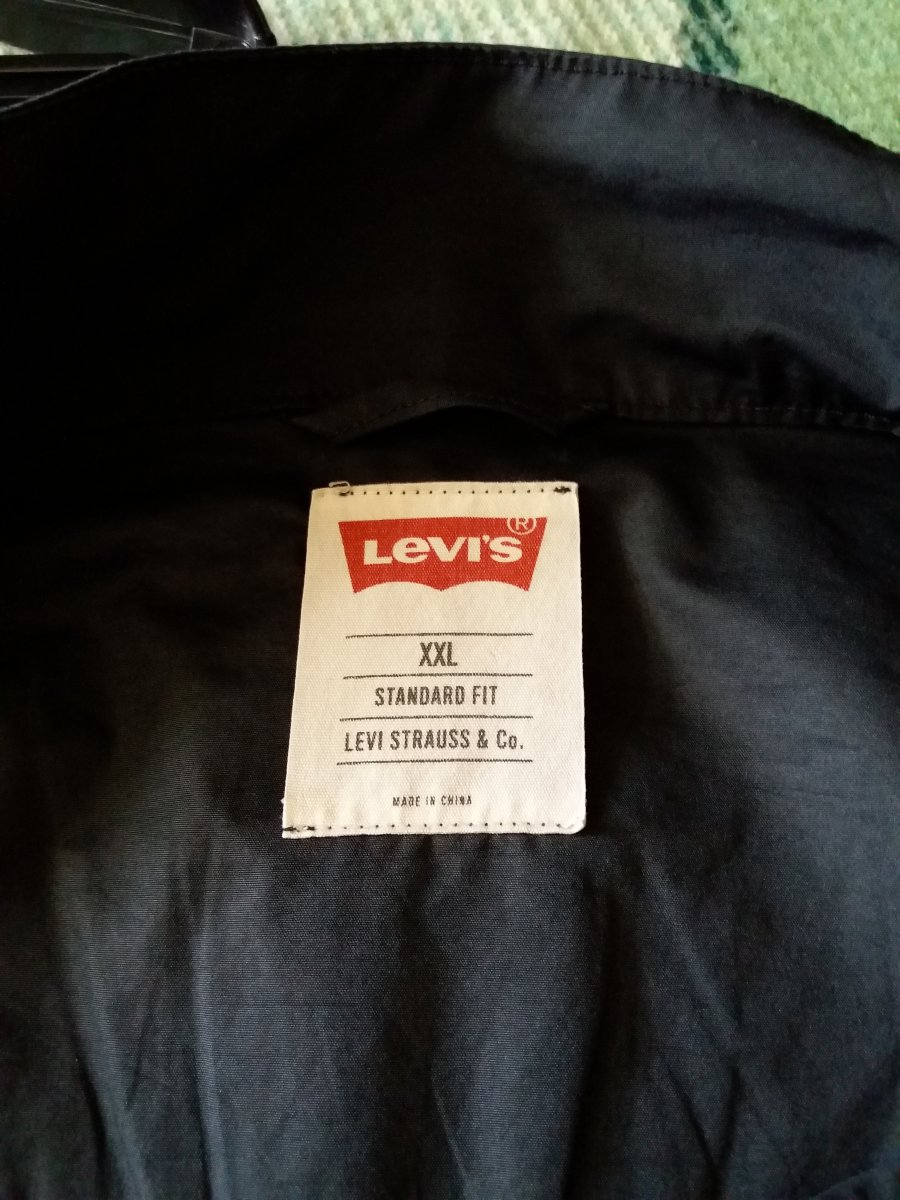 LEVI'S ®
XXL
STANDARD FIT
LEVI STRAUSS & Co.
MADE IN CHINA